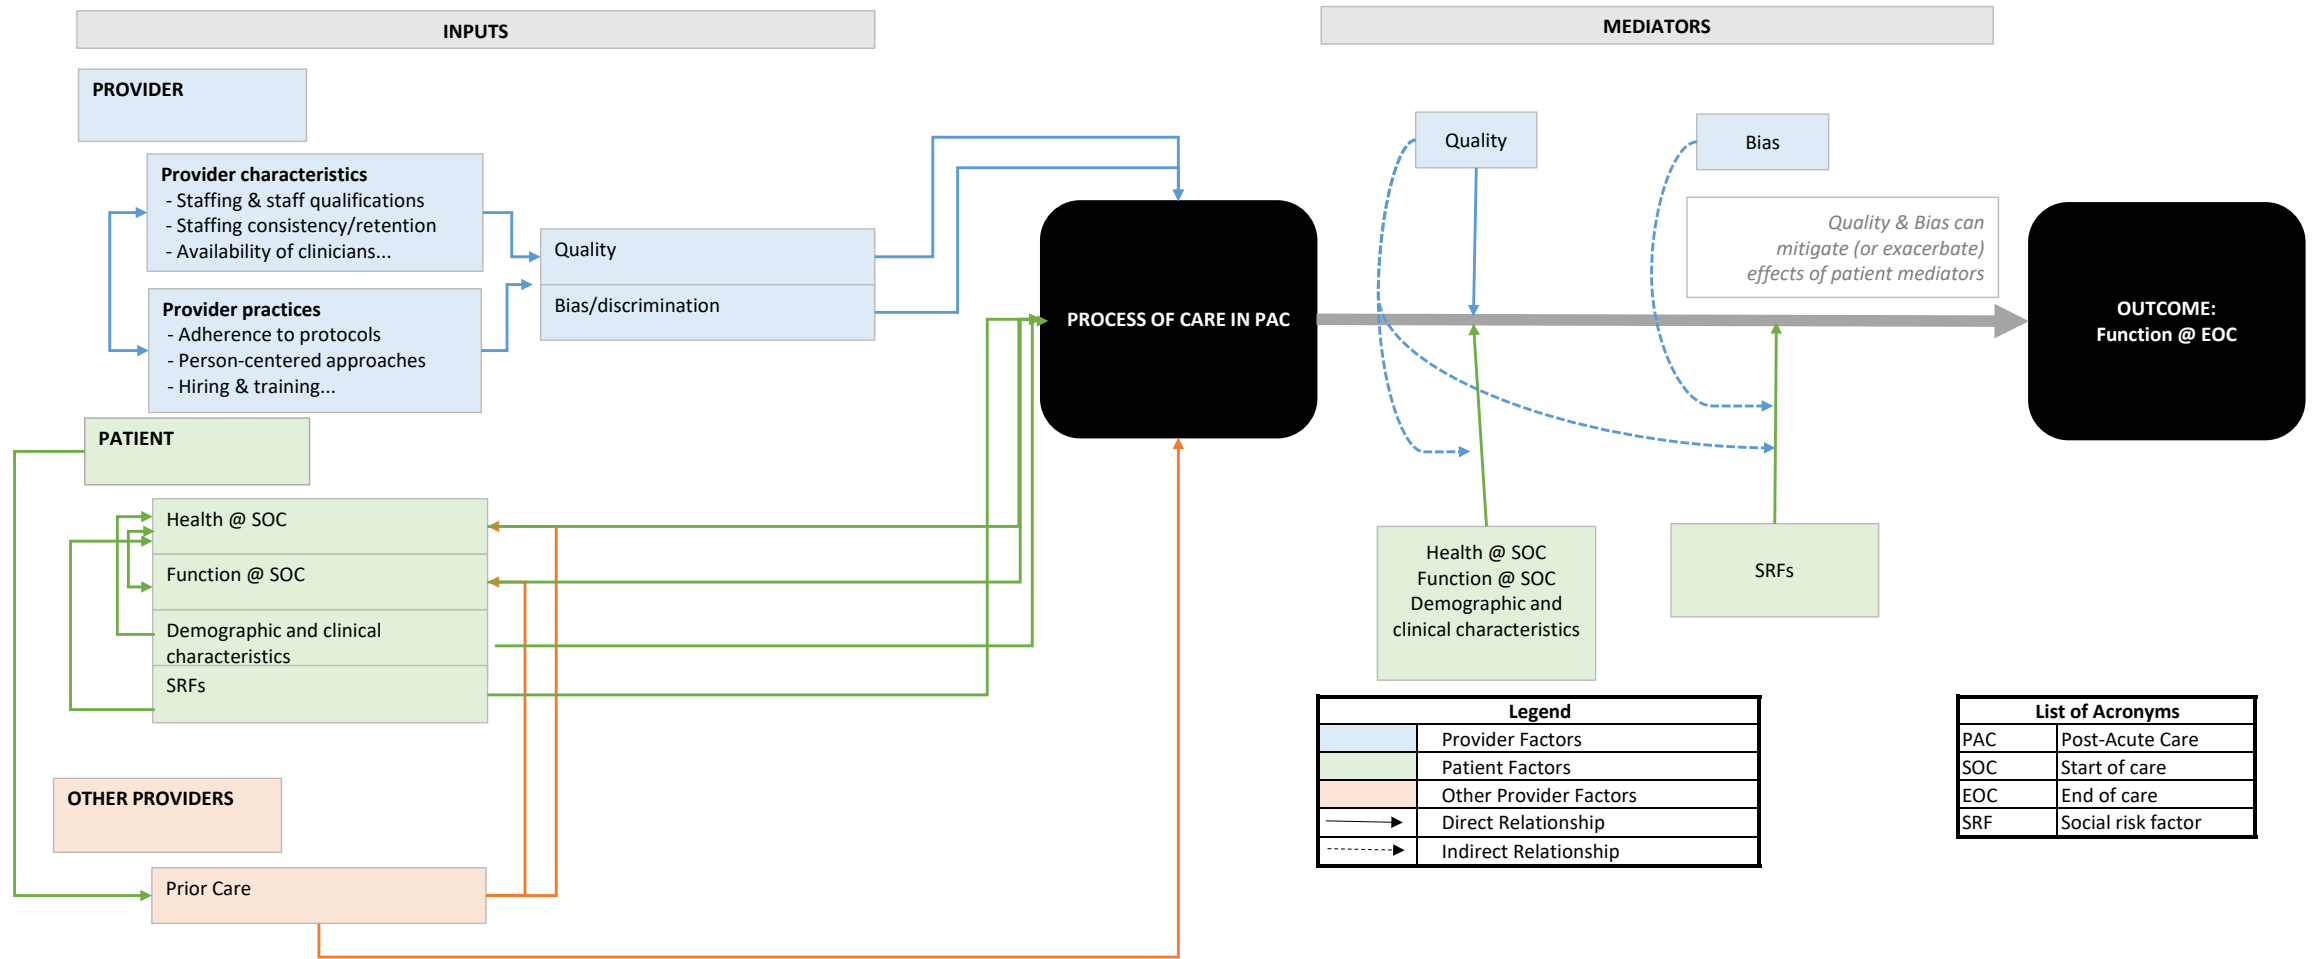 INPUTS
MEDIATORS
PROVIDER
Provider characteristics
- Staffing & staff qualifications
- Staffing consistency/retention
- Availability of clinicians...
Provider practices
- Adherence to protocols
- Person-centered approaches
- Hiring & training...
Quality
Bias/discrimination
PATIENT
Health @ SOC
Function @ SOC
Demographic and clinical
characteristics
SRFs
OTHER PROVIDERS
Prior Care
PROCESS OF CARE IN PAC
Quality
Bias
Quality & Bias can
mitigate (or exacerbate)
effects of patient mediators
OUTCOME:
Function @ EOC
Health @ SOC
Function @ SOC
Demographic and
clinical characteristics
SRFs
Legend
Provider Factors
Patient Factors
Other Provider Factors
Direct Relationship
Indirect Relationship
List of Acronyms
PAC Post-Acute Care
SOC Start of care
EOC End of care
SRF Social risk factor